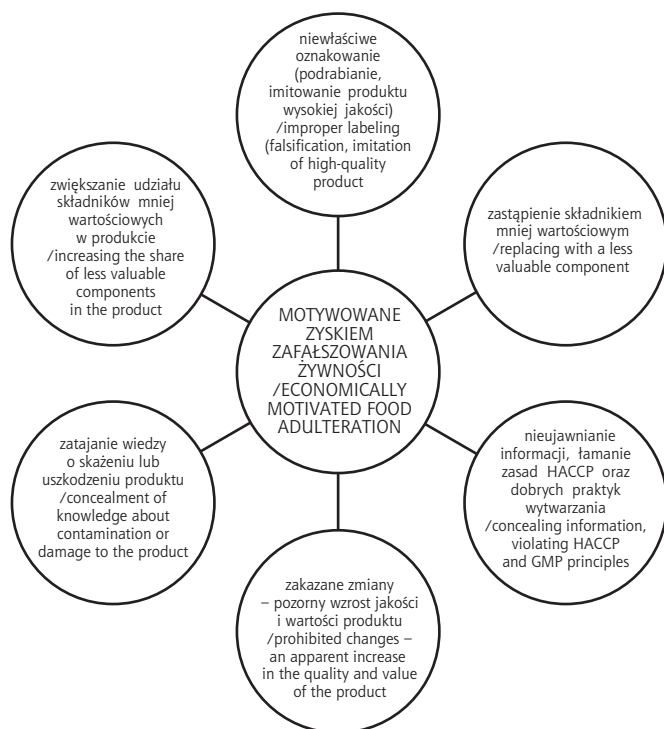 niewłaściwe
oznakowanie
(podrabianie,
imitowanie produktu
wysokiej jakości)
/improper labeling
(falsification, imitation
of high-quality
product
zwiększanie udziału
składników mniej
wartościowych
w produkcie
/increasing the share
of less valuable
components
in the product
zastąpienie składnikiem
mniej wartościowym
/replacing with a less
valuable component
MOTYWOWANE
ZYSKIEM
ZAFAŁSZOWANIA
ŻYWNOŚCI
/ECONOMICALLY
MOTIVATED FOOD
ADULTERATION
zatajanie wiedzy
o skażeniu lub
uszkodzeniu produktu
/concealment of
knowledge about
contamination or
damage to the product
nieujawnianie
informacji, łamanie
zasad HACCP oraz
dobrych praktyk
wytwarzania
/concealing information,
violating HACCP
and GMP principles
zakazane zmiany
– pozorny wzrost jakości
i wartości produktu
/prohibited changes –
an apparent increase
in the quality and value
of the product